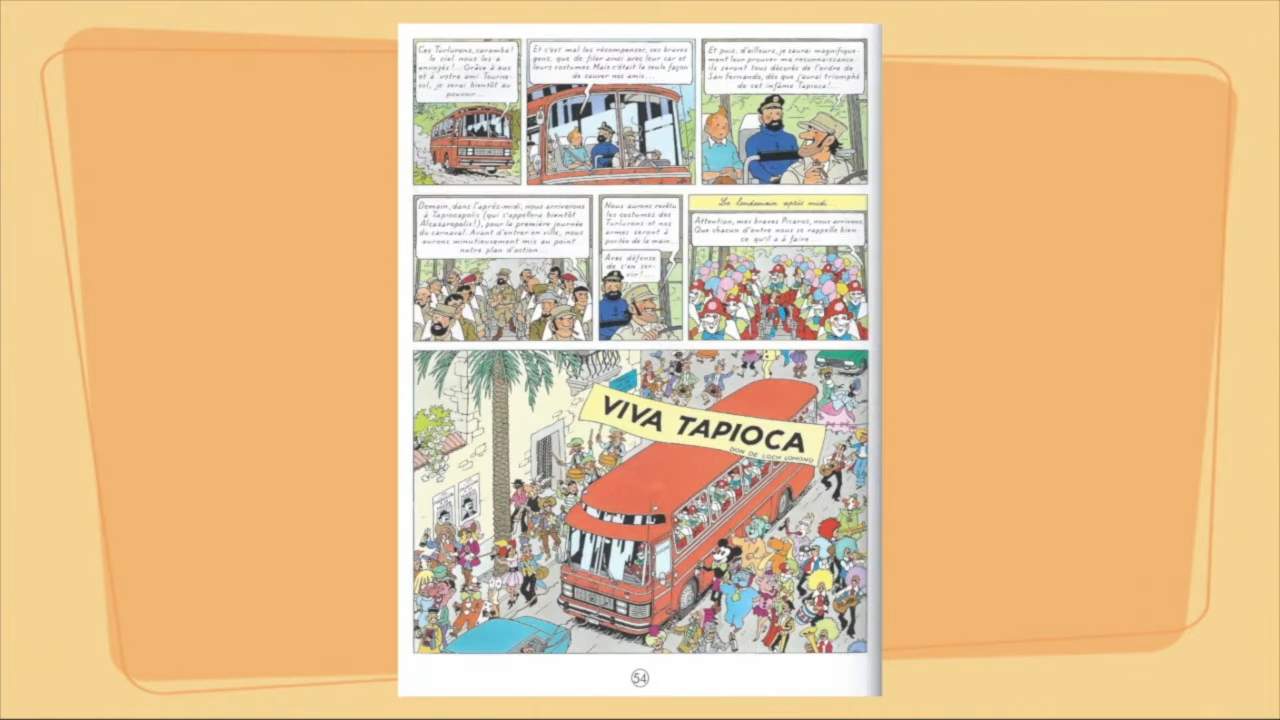 Ces Turlurons, caramba!
le ciel nous les a
envoyés!... Grâce à eux
et à votre ami Tourne-
sol, je serai bientôt au
pouvoir...
Et c'est mal les récompenser, ces braves
gens, que de filer ainsi avec leur car et
leurs costumes. Mais c'était la seule façon
de sauver nos amis...
Et puis, d'ailleurs, je saurai magnifique-
ment leur prouver ma reconnaissance:
ils seront tous décorés de l'ordre de
San Fernando, dès que j'aurai triomphé
de cet infâme Tapioca!...
Demain, dans l'après-midi, nous arriverons
à Tapiocapolis (qui s'appellera bientôt
Alcazaropolis!), pour la première journée
du carnaval. Avant d'entrer en ville, nous
aurons minutieusement mis au point
notre plan d'action...
Nous aurons revêtu
les costumes des
Turlurons et nos
armes seront à
portée de la main...
Avec défense
de s'en ser-
vir!...
Le lendemain après-midi...
Attention, mes braves Picaros, nous arrivons.
Que chacun d'entre nous se rappelle bien
ce qu'il a à faire...
VIVA TAPIOCA
DON DE LOCH LOMOND
54